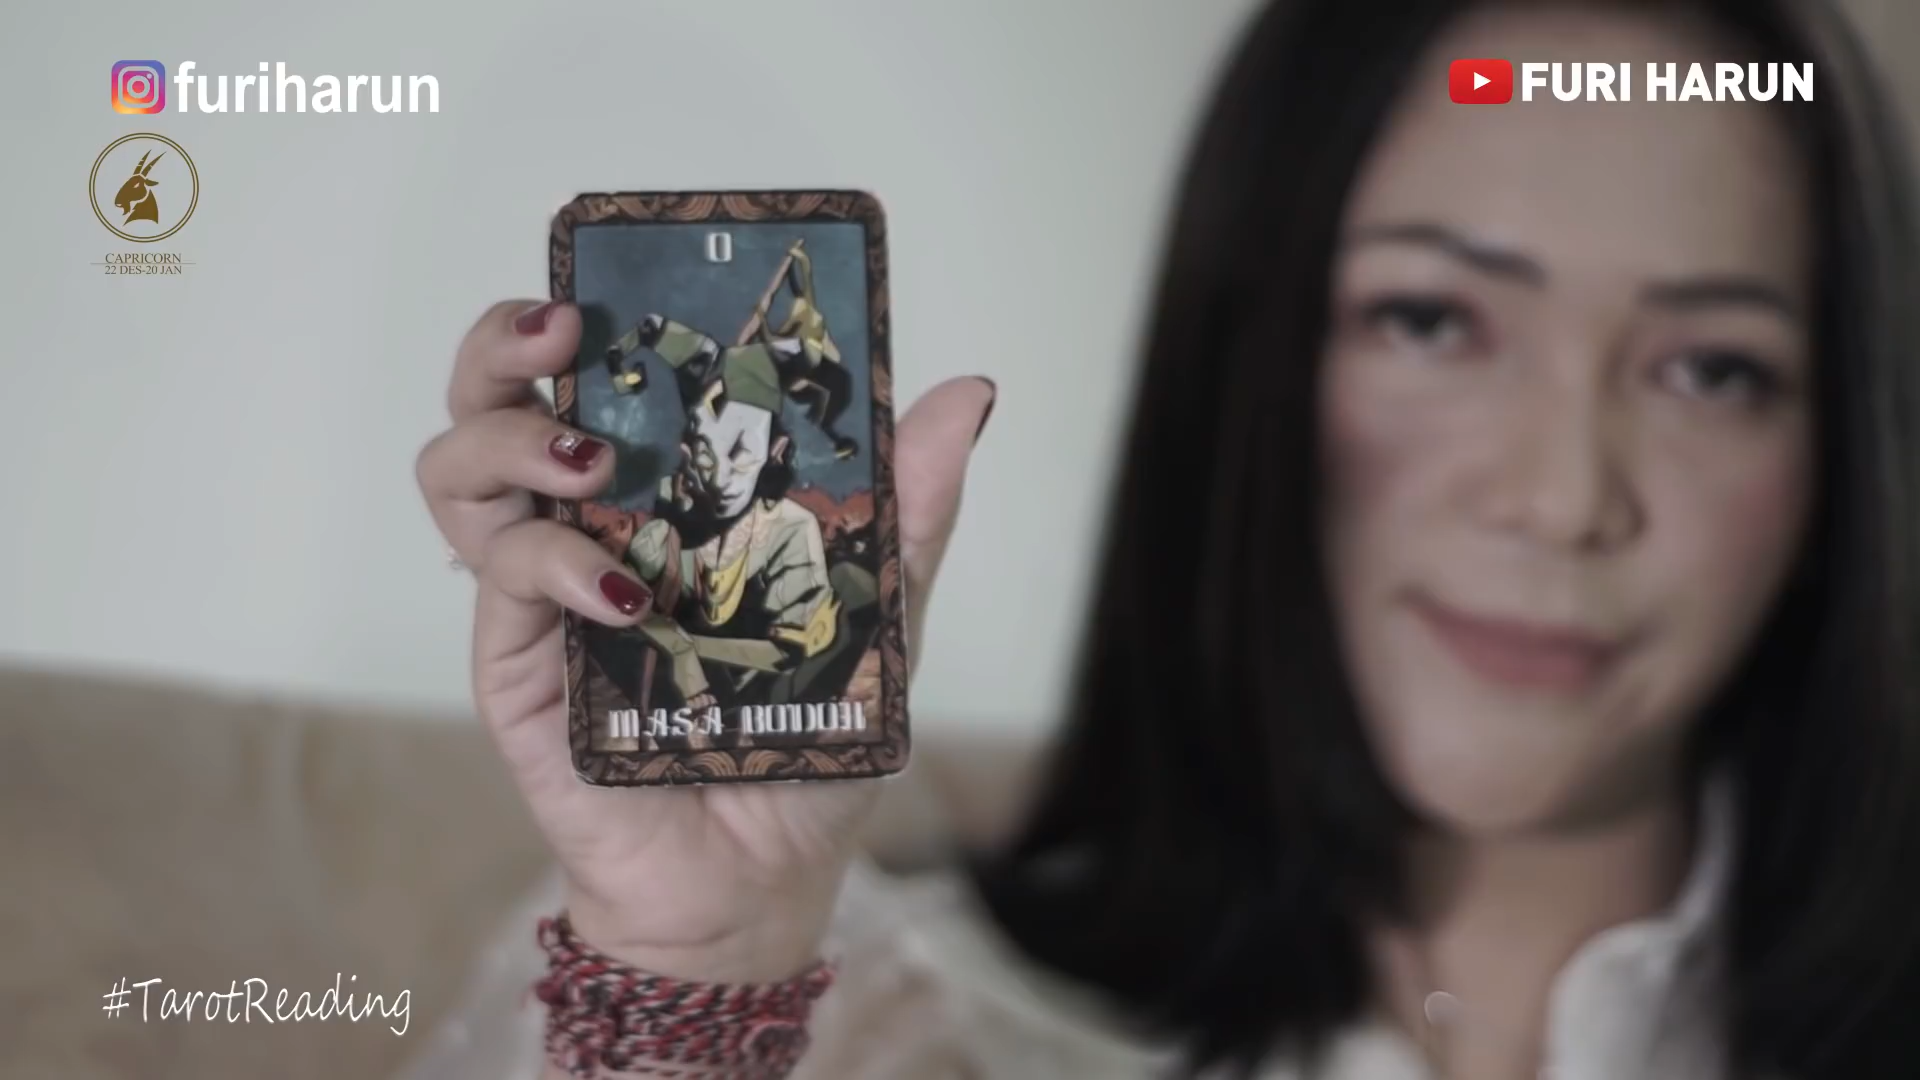 furiharun
FURI HARUN
CAPRICORN
22 DES-20 JAN
0
MASA BODOH
#TarotReading